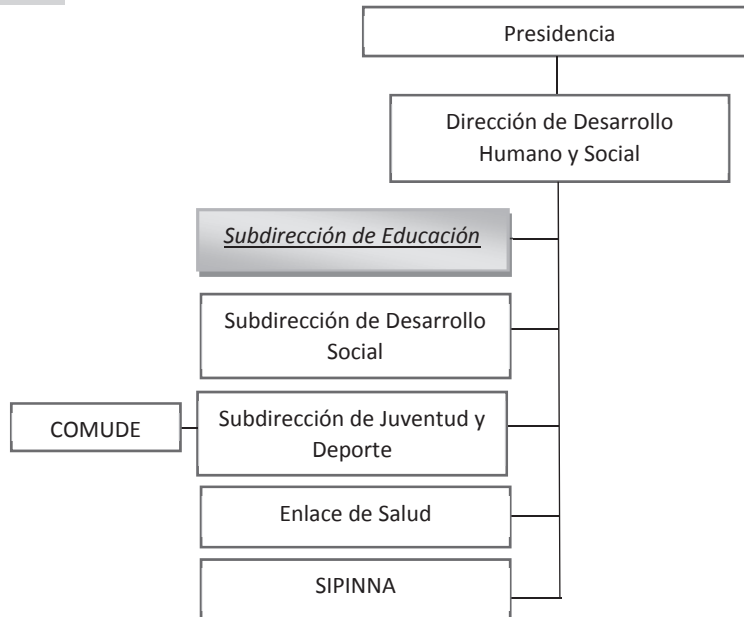 Presidencia
Dirección de Desarrollo
Humano y Social
Subdirección de Educación
Subdirección de Desarrollo
Social
COMUDE
Subdirección de Juventud y
Deporte
Enlace de Salud
SIPINNA